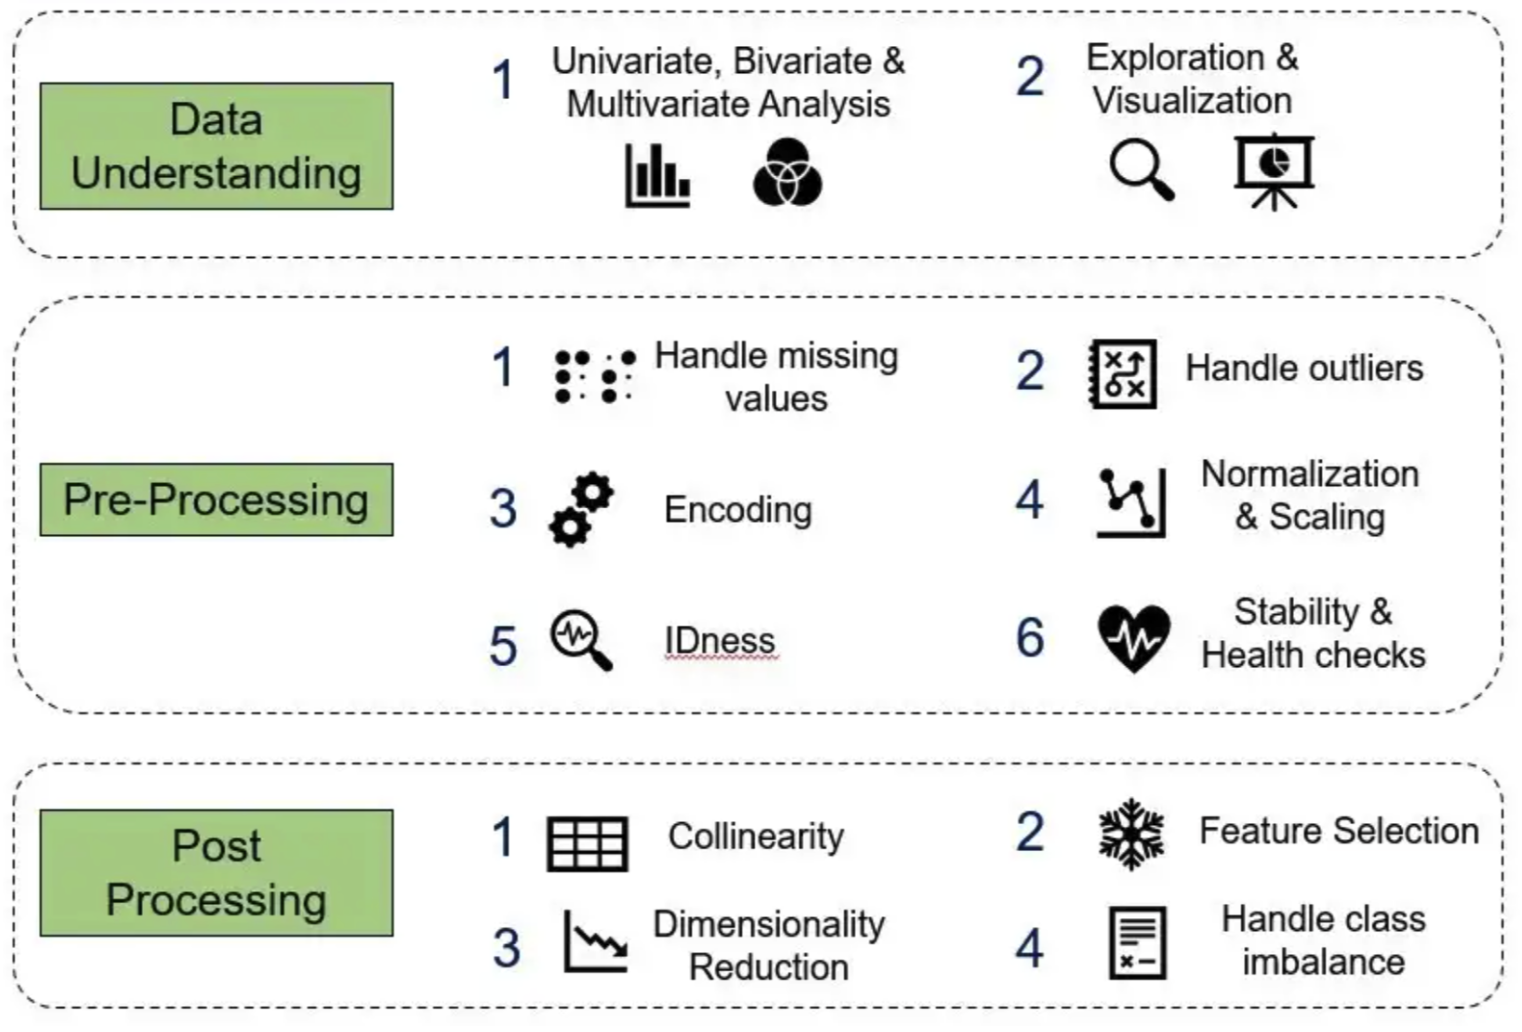 Data
Understanding
1
Univariate, Bivariate &
Multivariate Analysis
2
Exploration &
Visualization
Pre-Processing
1
Handle missing
values
2
Handle outliers
3
Encoding
4
Normalization
& Scaling
5
IDness
6
Stability &
Health checks
Post
Processing
1
Collinearity
2
Feature Selection
3
Dimensionality
Reduction
4
Handle class
imbalance